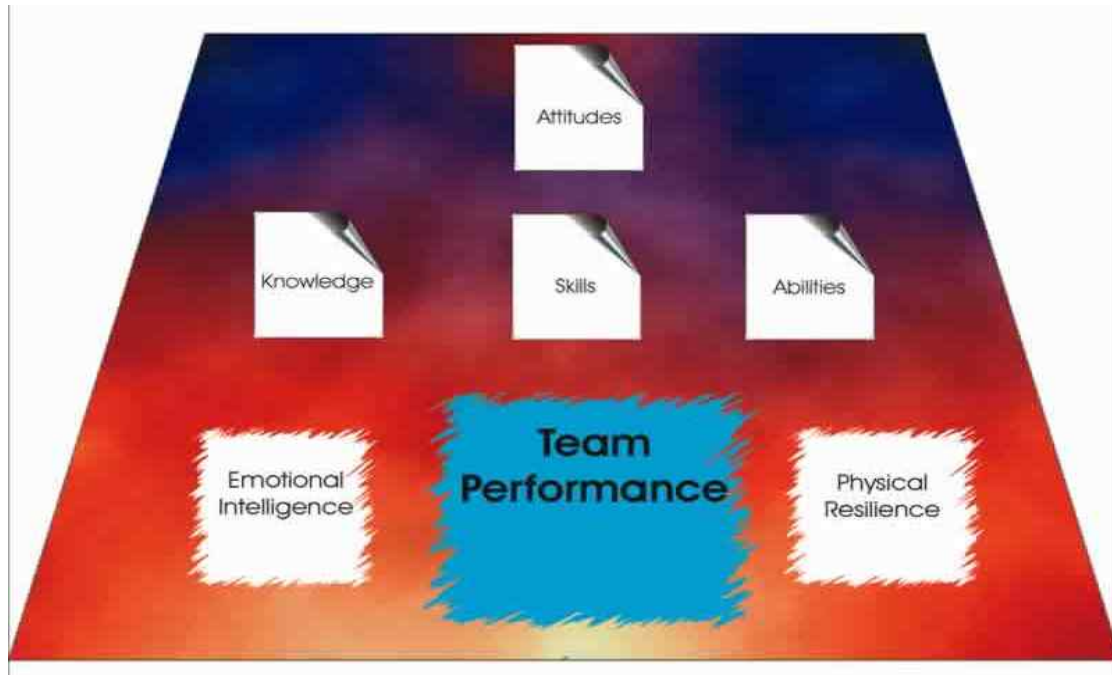 Attitudes
Knowledge
Skills
Abilities
Emotional
Intelligence
Team
Performance
Physical
Resilience